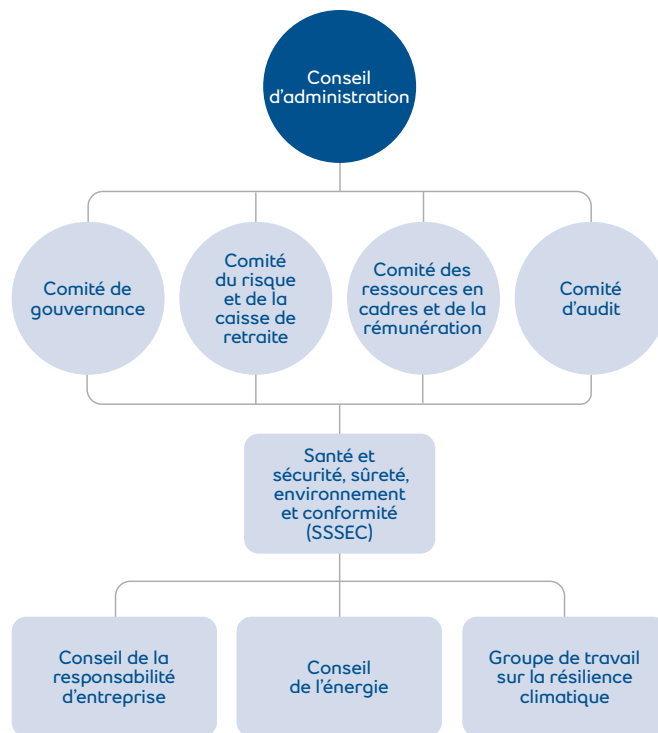 Conseil
d’administration
Comité de
gouvernance
Comité
du risque
et de la
caisse de
retraite
Comité des
ressources en
cadres et de la
rémunération
Comité
d’audit
Santé et
sécurité, sûreté,
environnement
et conformité
(SSSEC)
Conseil de la
responsabilité
d’entreprise
Conseil
de l’énergie
Groupe de travail
sur la résilience
climatique